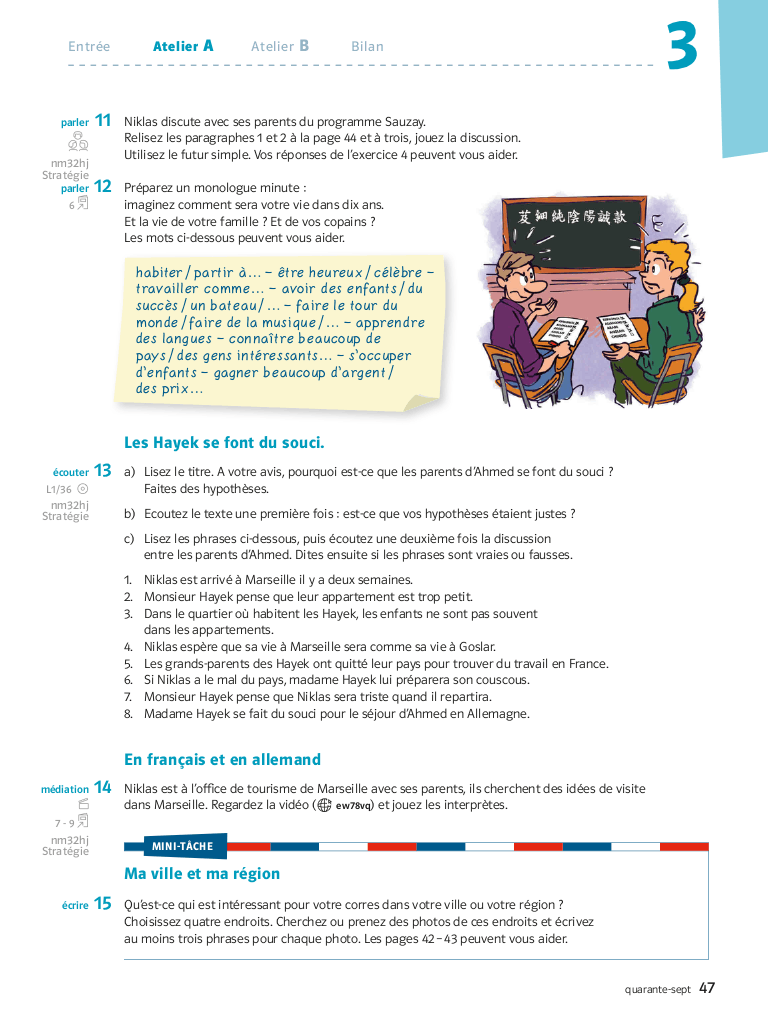 Entrée Atelier A Atelier B Bilan
3
parler 11 Niklas discute avec ses parents du programme Sauzay.
Relisez les paragraphes 1 et 2 à la page 44 et à trois, jouez la discussion.
Utilisez le futur simple. Vos réponses de l'exercice 4 peuvent vous aider.
nm32hj
Stratégie
parler 12 Préparez un monologue minute :
6 imaginez comment sera votre vie dans dix ans.
Et la vie de votre famille ? Et de vos copains ?
Les mots ci-dessous peuvent vous aider.
habiter / partir à ... – être heureux / célèbre –
travailler comme... – avoir des enfants / du
succès / un bateau / ... – faire le tour du
monde / faire de la musique / ... – apprendre
des langues – connaître beaucoup de
pays / des gens intéressants ... – s'occuper
d'enfants – gagner beaucoup d'argent /
des prix ...
純陰陽誠款
Les Hayek se font du souci.
écouter 13 a) Lisez le titre. A votre avis, pourquoi est-ce que les parents d'Ahmed se font du souci ?
L1/36 Faites des hypothèses.
nm32hj
Stratégie
b) Ecoutez le texte une première fois : est-ce que vos hypothèses étaient justes ?
c) Lisez les phrases ci-dessous, puis écoutez une deuxième fois la discussion
entre les parents d'Ahmed. Dites ensuite si les phrases sont vraies ou fausses.
1. Niklas est arrivé à Marseille il y a deux semaines.
2. Monsieur Hayek pense que leur appartement est trop petit.
3. Dans le quartier où habitent les Hayek, les enfants ne sont pas souvent
dans les appartements.
4. Niklas espère que sa vie à Marseille sera comme sa vie à Goslar.
5. Les grands-parents des Hayek ont quitté leur pays pour trouver du travail en France.
6. Si Niklas a le mal du pays, madame Hayek lui préparera son couscous.
7. Monsieur Hayek pense que Niklas sera triste quand il repartira.
8. Madame Hayek se fait du souci pour le séjour d'Ahmed en Allemagne.
En français et en allemand
médiation 14 Niklas est à l'office de tourisme de Marseille avec ses parents, ils cherchent des idées de visite
dans Marseille. Regardez la vidéo ( ew78vq) et jouez les interprètes.
7 - 9
nm32hj
Stratégie
MINI-TÂCHE
Ma ville et ma région
écrire 15 Qu'est-ce qui est intéressant pour votre corres dans votre ville ou votre région ?
Choisissez quatre endroits. Cherchez ou prenez des photos de ces endroits et écrivez
au moins trois phrases pour chaque photo. Les pages 42 – 43 peuvent vous aider.
quarante-sept 47